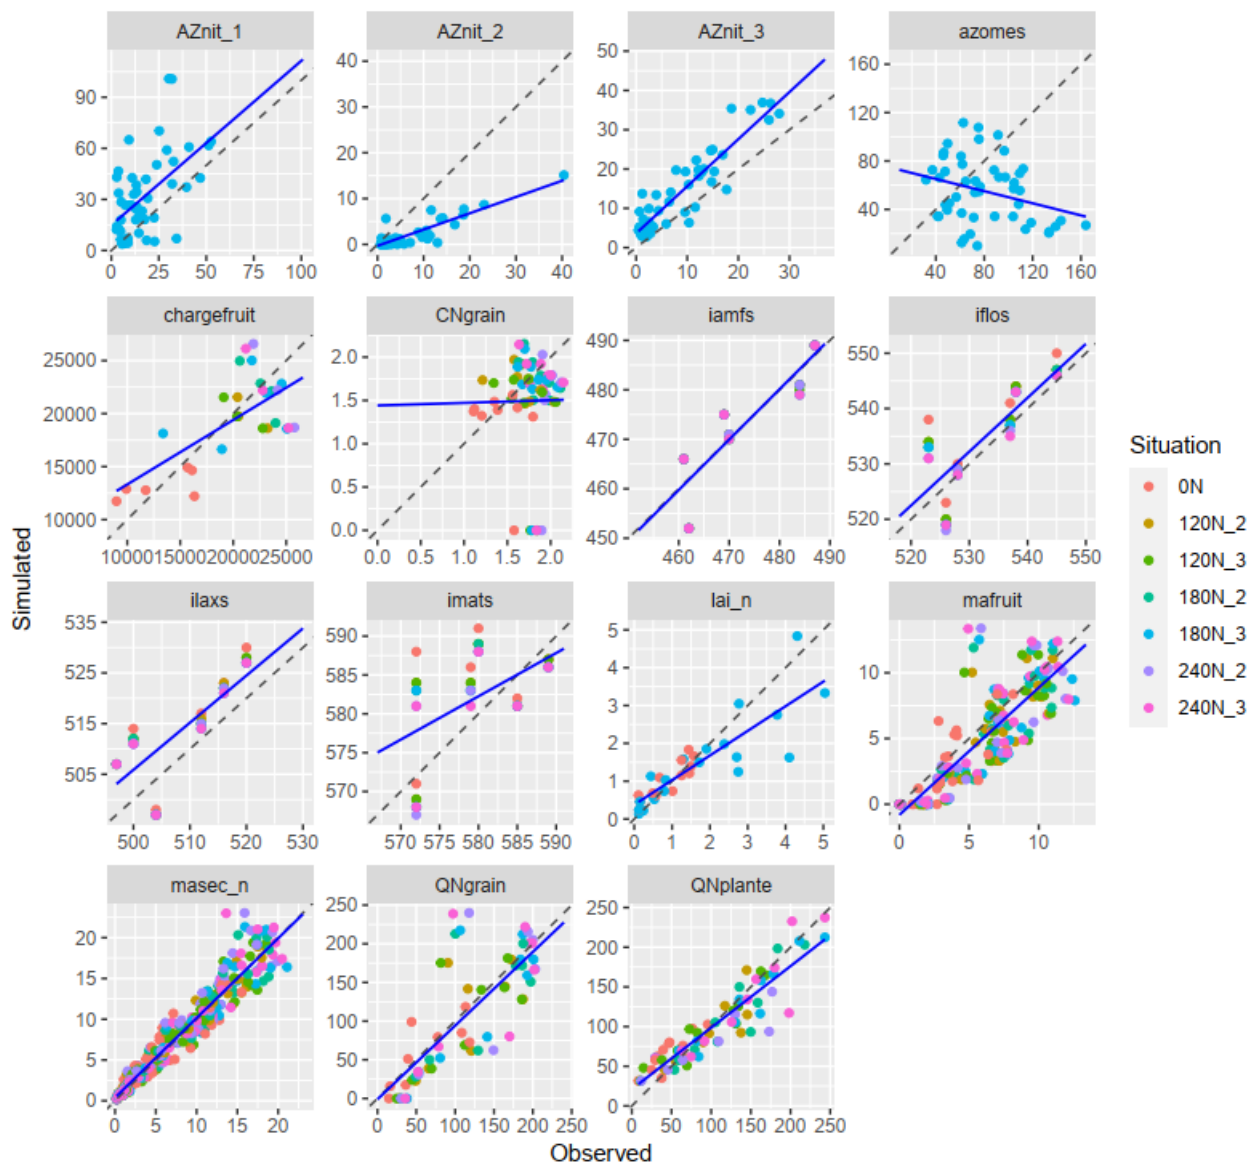 AZnit_1 AZnit_2 AZnit_3 azomes
90
60
30
0
0 25 50 75 100
40
30
20
10
0
0 10 20 30 40
50
40
30
20
10
0
0 10 20 30
160
120
80
40
40 80 120 160
chargefruit CNgrain iamfs iflos
25000
20000
15000
10000
10000 15000 20000 25000
2.0
1.5
1.0
0.5
0.0
0.0 0.5 1.0 1.5 2.0
490
480
470
460
450
460 470 480 490
550
540
530
520
520 530 540 550
Simulated
ilaxs imats lai_n mafruit
535
525
515
505
500 510 520 530
590
585
580
575
570
570 575 580 585 590
5
4
3
2
1
0
0 1 2 3 4 5
10
5
0
0 5 10
masec_n QNgrain QNplante
20
15
10
5
0
0 5 10 15 20
250
200
150
100
50
0
0 50 100 150 200 250
250
200
150
100
50
0
0 50 100 150 200 250
Observed
Situation
0N
120N_2
120N_3
180N_2
180N_3
240N_2
240N_3